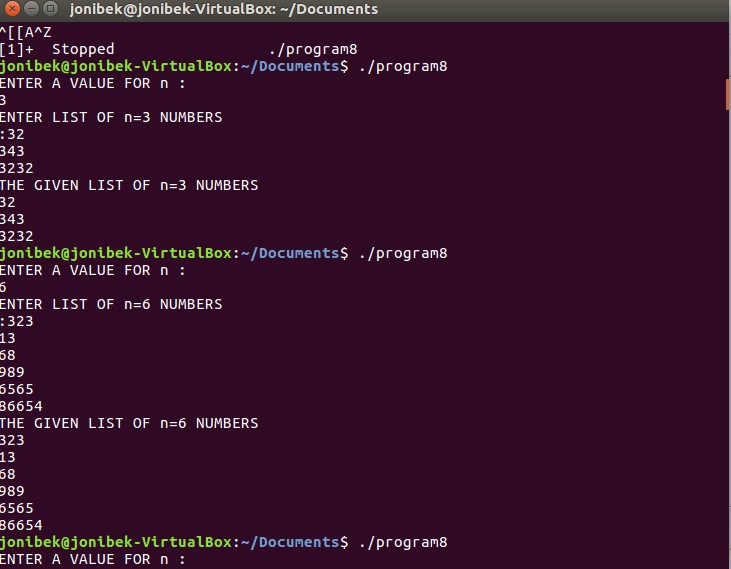 jonibek@jonibek-VirtualBox: ~/Documents
^[[A^Z
[1]+  Stopped                 ./program8
jonibek@jonibek-VirtualBox:~/Documents$ ./program8
ENTER A VALUE FOR n :
3
ENTER LIST OF n=3 NUMBERS
:32
343
3232
THE GIVEN LIST OF n=3 NUMBERS
32
343
3232
jonibek@jonibek-VirtualBox:~/Documents$ ./program8
ENTER A VALUE FOR n :
6
ENTER LIST OF n=6 NUMBERS
:323
13
68
989
6565
86654
THE GIVEN LIST OF n=6 NUMBERS
323
13
68
989
6565
86654
jonibek@jonibek-VirtualBox:~/Documents$ ./program8
ENTER A VALUE FOR n :